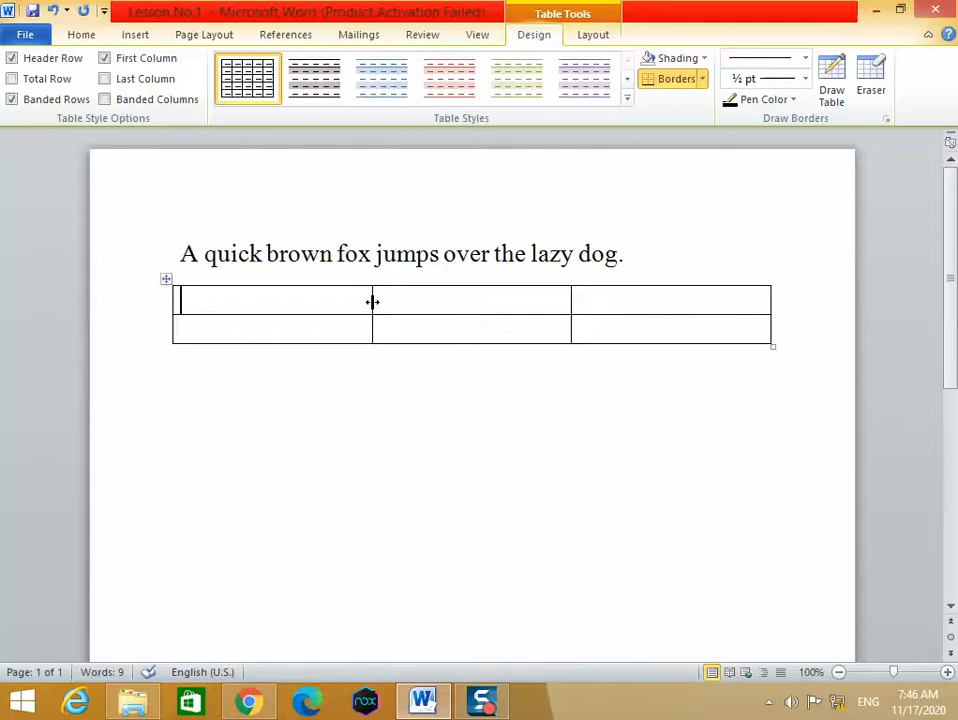 Lesson No.1 - Microsoft Word (Product Activation Failed)
Table Tools
File Home Insert Page Layout References Mailings Review View Design Layout
Header Row First Column
Total Row Last Column
Banded Rows Banded Columns
Table Style Options
Table Styles
Shading
Borders
½ pt
Pen Color
Draw Table
Eraser
Draw Borders
A quick brown fox jumps over the lazy dog.
Page: 1 of 1 Words: 9 English (U.S.) 100%
nox
ENG
7:46 AM
11/17/2020